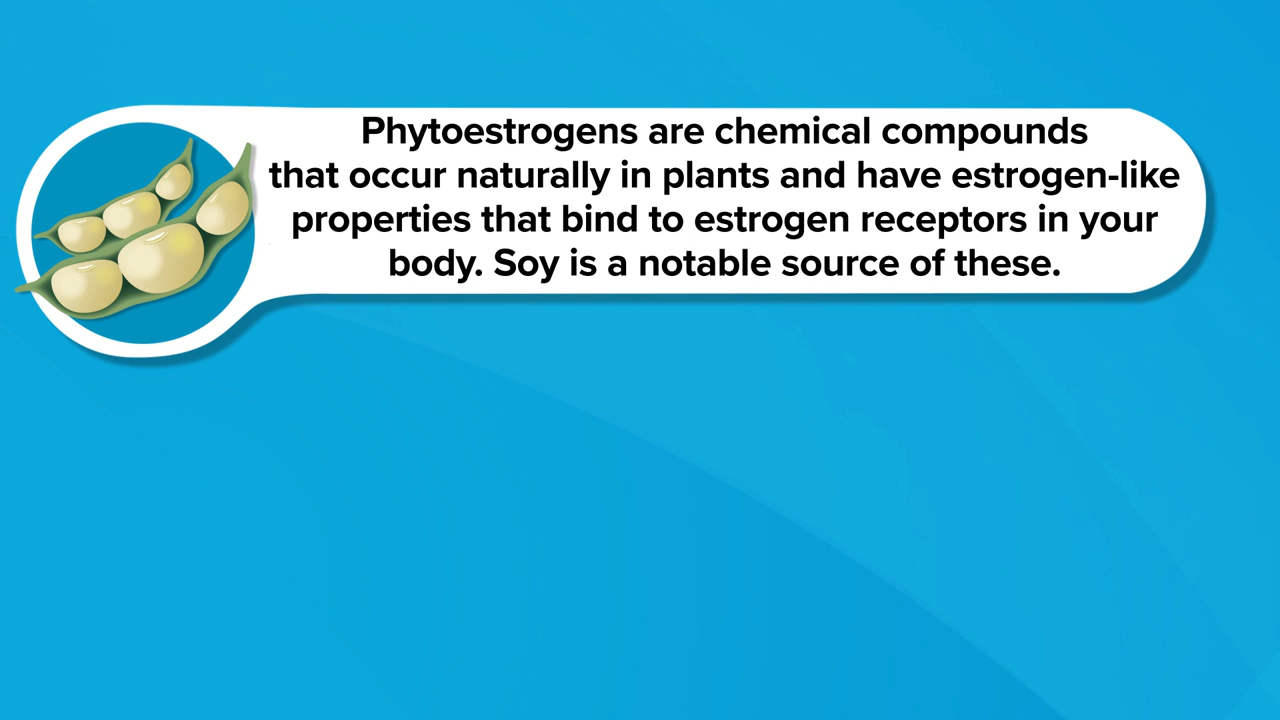 Phytoestrogens are chemical compounds
that occur naturally in plants and have estrogen-like
properties that bind to estrogen receptors in your
body. Soy is a notable source of these.